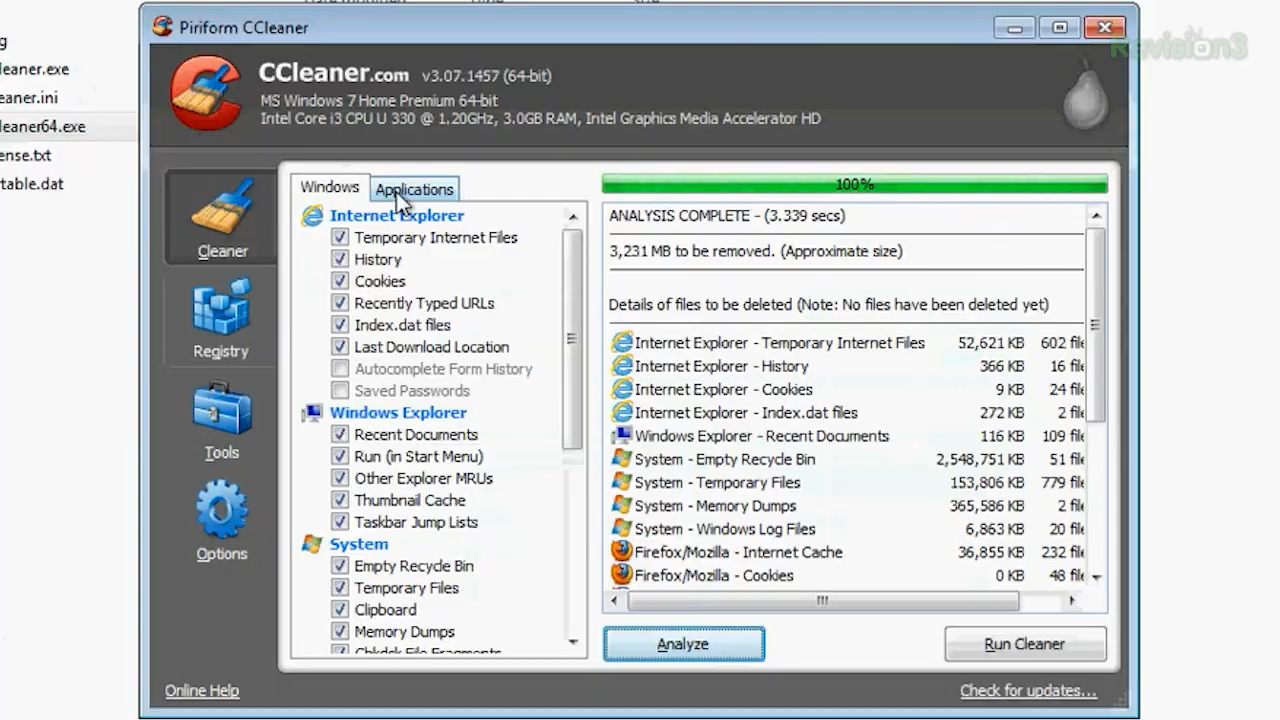 Piriform CCleaner
Revision3
g
leaner.exe
eaner.ini
leaner64.exe
ense.txt
table.dat
CCleaner.com v3.07.1457 (64-bit)
MS Windows 7 Home Premium 64-bit
Intel Core i3 CPU U 330 @ 1.20GHz, 3.0GB RAM, Intel Graphics Media Accelerator HD
Cleaner
Registry
Tools
Options
Windows
Applications
Internet Explorer
Temporary Internet Files
History
Cookies
Recently Typed URLs
Index.dat files
Last Download Location
Autocomplete Form History
Saved Passwords
Windows Explorer
Recent Documents
Run (in Start Menu)
Other Explorer MRUs
Thumbnail Cache
Taskbar Jump Lists
System
Empty Recycle Bin
Temporary Files
Clipboard
Memory Dumps
Chkdsk File Fragments
100%
ANALYSIS COMPLETE - (3.339 secs)
3,231 MB to be removed. (Approximate size)
Details of files to be deleted (Note: No files have been deleted yet)
Internet Explorer - Temporary Internet Files 52,621 KB 602 file
Internet Explorer - History 366 KB 16 file
Internet Explorer - Cookies 9 KB 24 file
Internet Explorer - Index.dat files 272 KB 2 file
Windows Explorer - Recent Documents 116 KB 109 file
System - Empty Recycle Bin 2,548,751 KB 51 file
System - Temporary Files 153,806 KB 779 file
System - Memory Dumps 365,586 KB 2 file
System - Windows Log Files 6,863 KB 20 file
Firefox/Mozilla - Internet Cache 36,855 KB 232 file
Firefox/Mozilla - Cookies 0 KB 48 file
Analyze
Run Cleaner
Online Help
Check for updates...